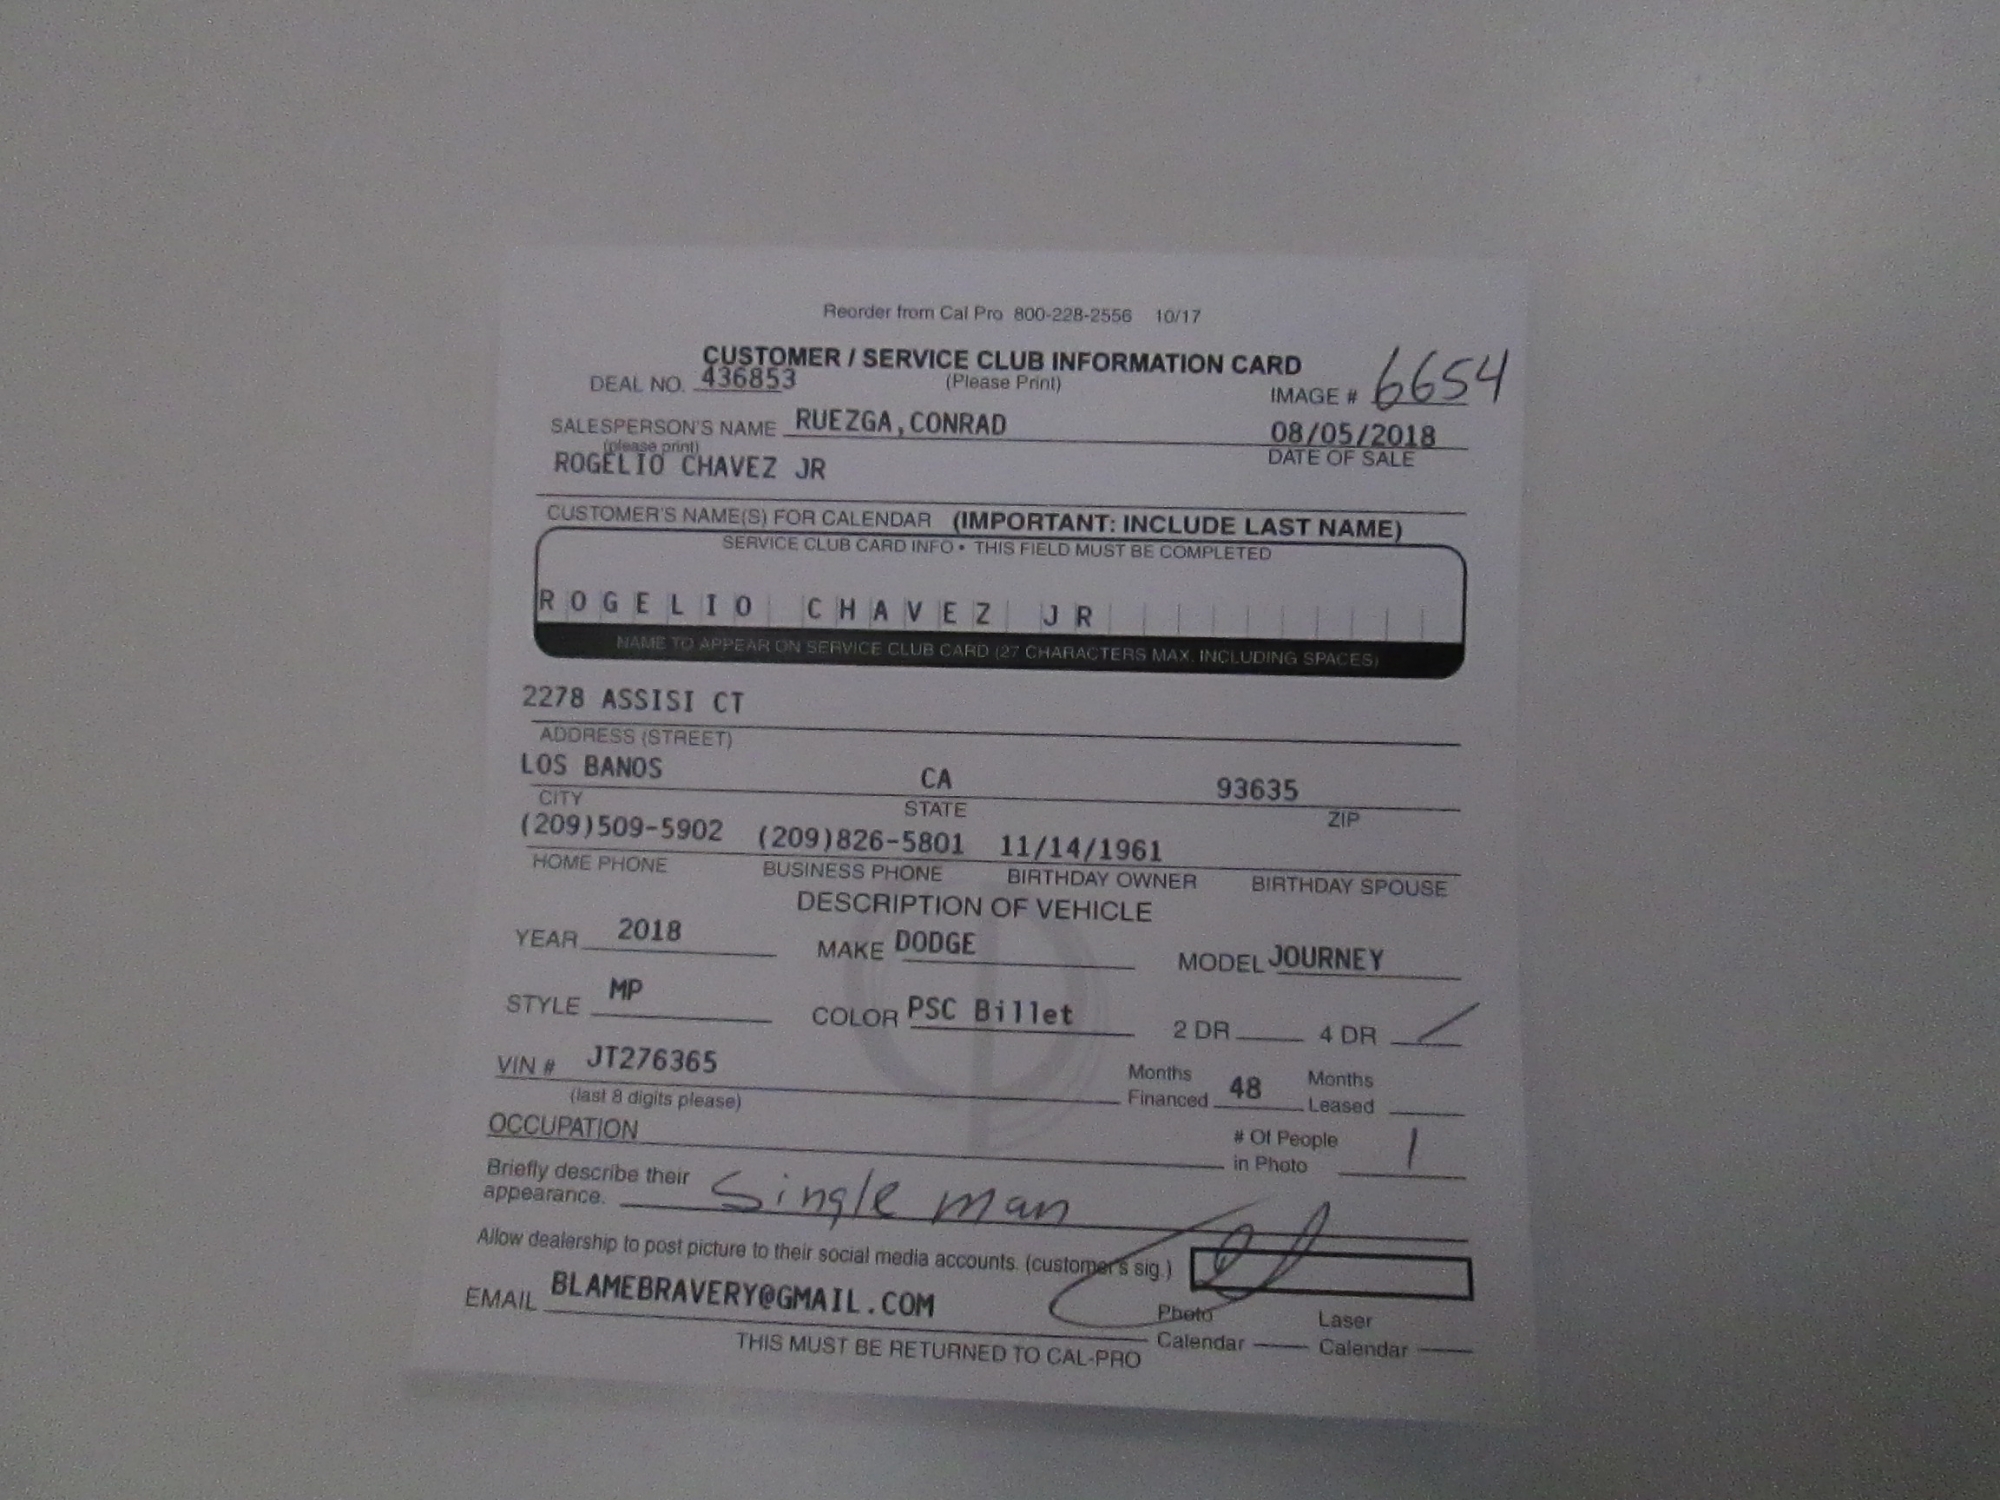 Reorder from Cal Pro 800-228-2556 10/17
CUSTOMER / SERVICE CLUB INFORMATION CARD
DEAL NO. 436853 (Please Print) IMAGE # 6654
SALESPERSON'S NAME RUEZGA,CONRAD 08/05/2018
(please print) DATE OF SALE
ROGELIO CHAVEZ JR
CUSTOMER'S NAME(S) FOR CALENDAR (IMPORTANT: INCLUDE LAST NAME)
SERVICE CLUB CARD INFO • THIS FIELD MUST BE COMPLETED
ROGELIO CHAVEZ JR
NAME TO APPEAR ON SERVICE CLUB CARD (27 CHARACTERS MAX. INCLUDING SPACES)
2278 ASSISI CT
ADDRESS (STREET)
LOS BANOS CA 93635
CITY STATE ZIP
(209)509-5902 (209)826-5801 11/14/1961
HOME PHONE BUSINESS PHONE BIRTHDAY OWNER BIRTHDAY SPOUSE
DESCRIPTION OF VEHICLE
YEAR 2018 MAKE DODGE MODEL JOURNEY
STYLE MP COLOR PSC Billet 2 DR 4 DR
VIN # JT276365 Months Financed 48 Months Leased
(last 8 digits please)
OCCUPATION # Of People in Photo 1
Briefly describe their appearance. Single man
Allow dealership to post picture to their social media accounts. (customer's sig.)
EMAIL BLAMEBRAVERY@GMAIL.COM Photo Calendar Laser Calendar
THIS MUST BE RETURNED TO CAL-PRO